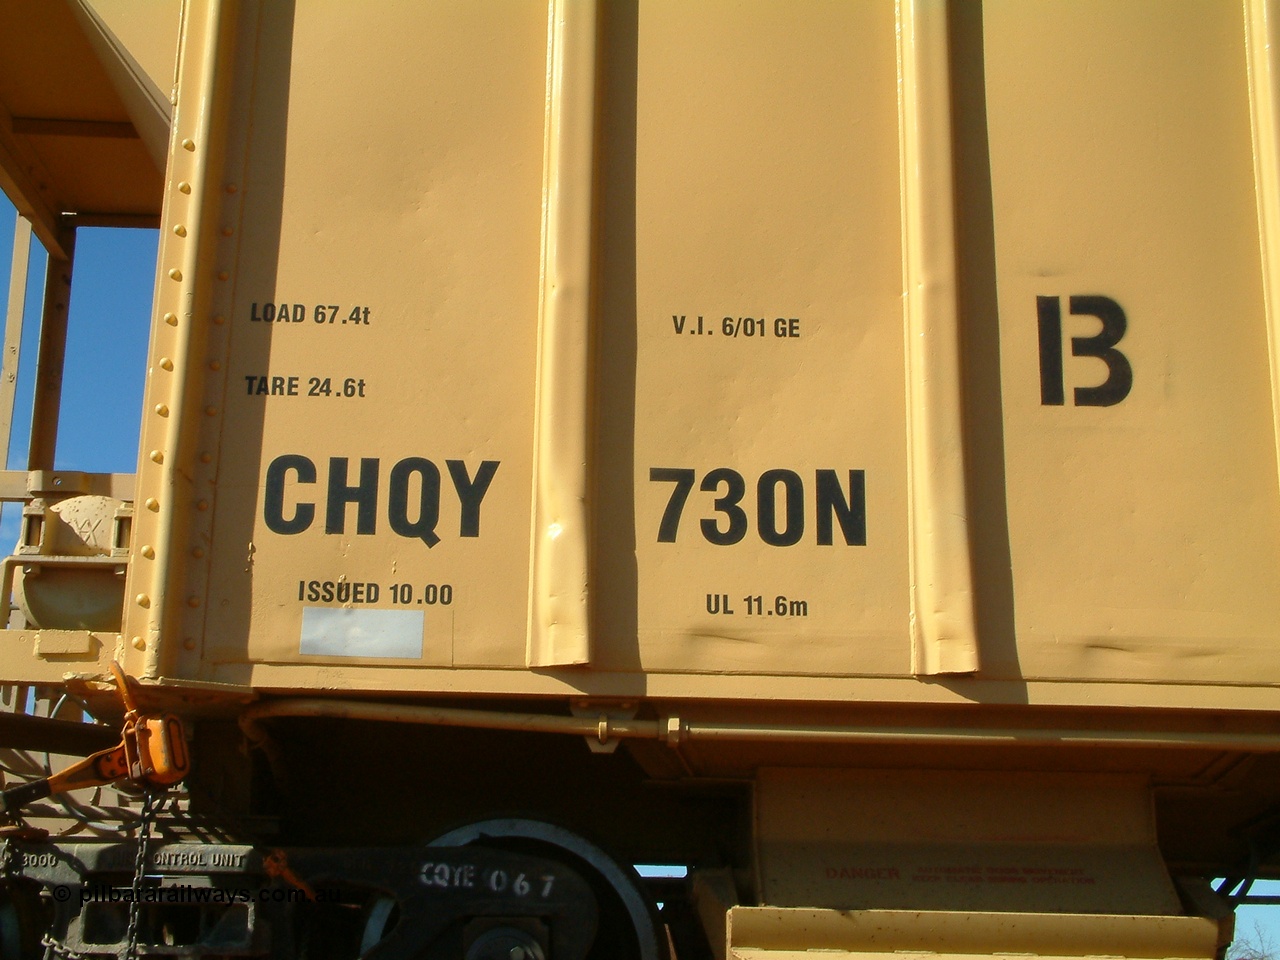 LOAD 67.4t
V.I. 6/01 GE
B
TARE 24.6t
CHQY 730N
ISSUED 10.00
UL 11.6m
3000
CONTROL UNIT
CQYE 067
DANGER
© pilbararailways.com.au